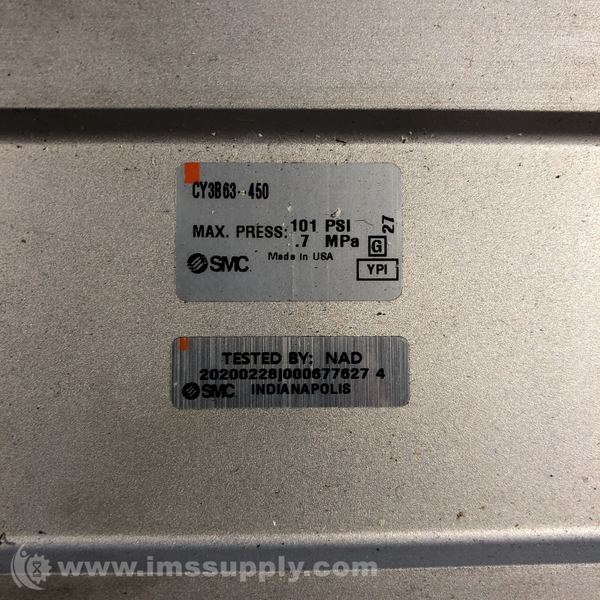 CY3B63-450
MAX. PRESS: 101 PSI
.7 MPa
G 27
SMC Made in USA
YPI
TESTED BY: NAD
20200228|000677627 4
SMC INDIANAPOLIS
www.imssupply.com